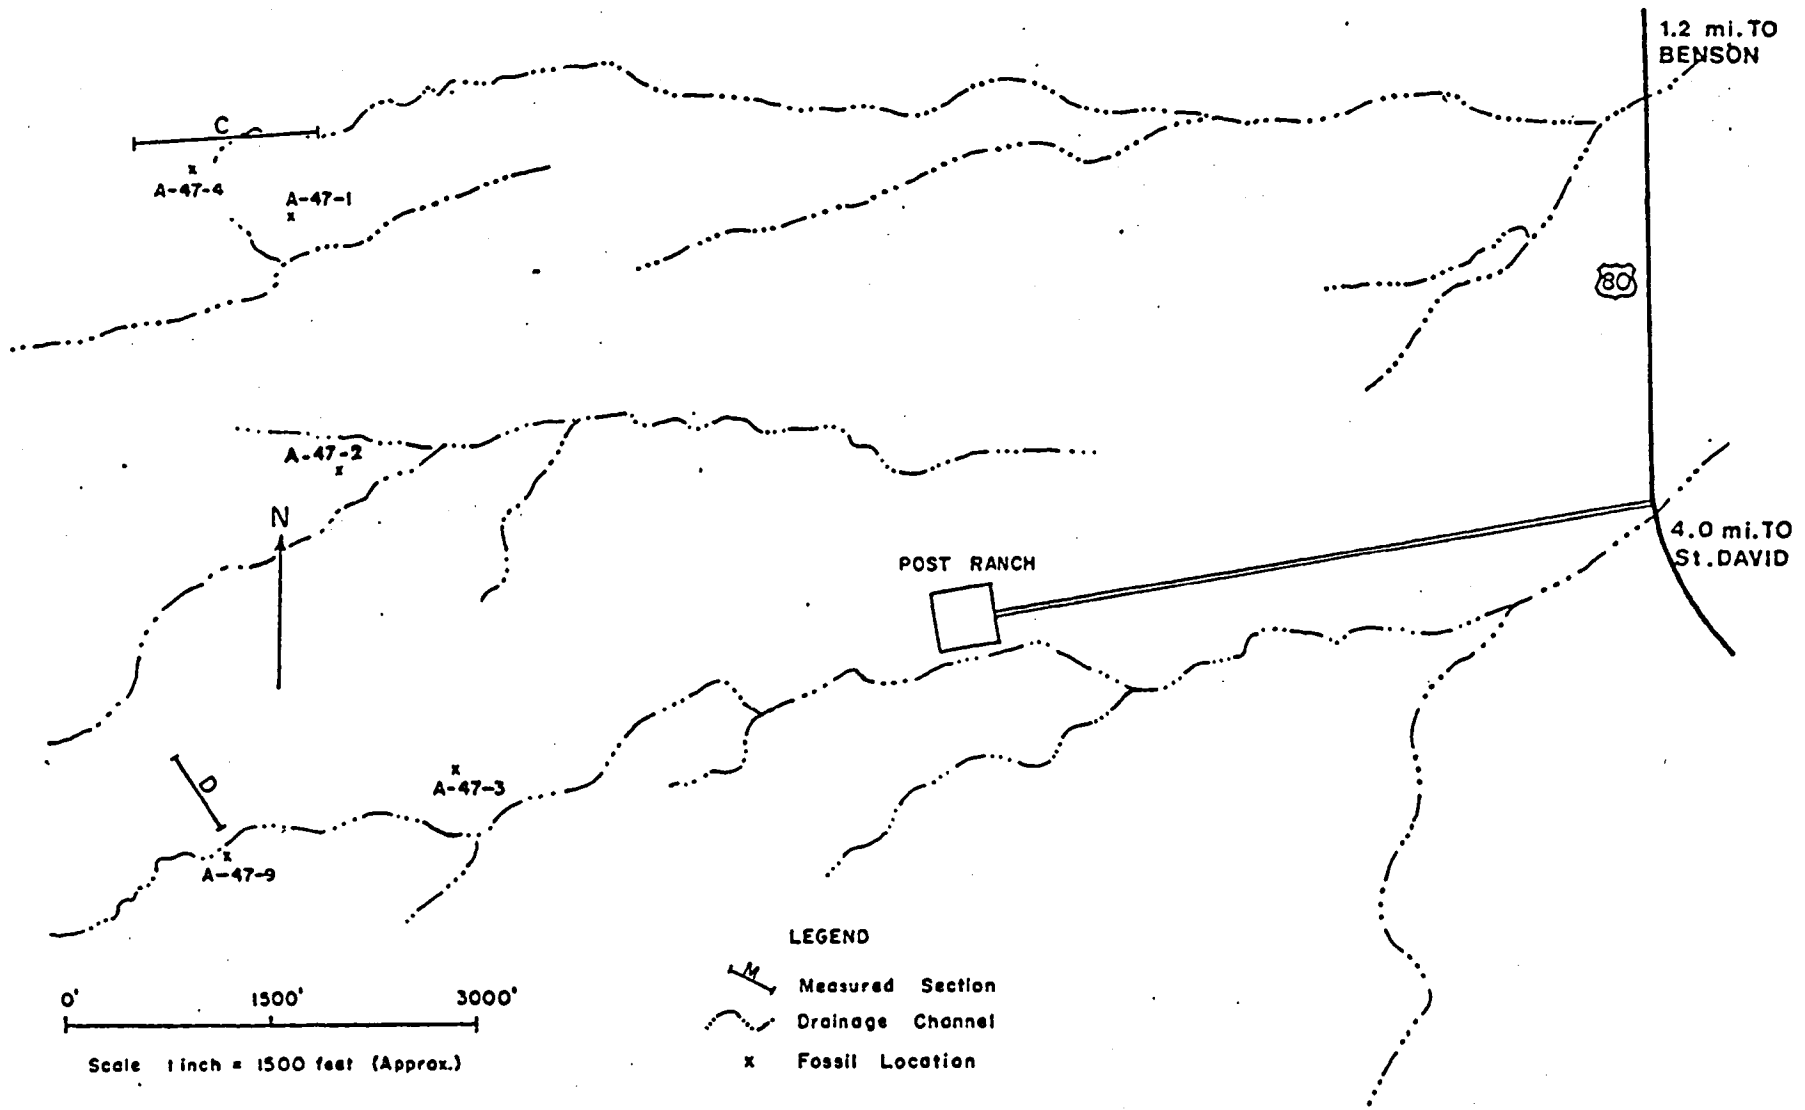 1.2 mi. TO
BENSON
C
A-47-4
A-47-1
80
A-47-2
N
POST RANCH
4.0 mi. TO
St. DAVID
D
A-47-3
A-47-9
LEGEND
M
Measured Section
0' 1500' 3000'
Drainage Channel
Scale 1 inch = 1500 feet (Approx.)
x Fossil Location